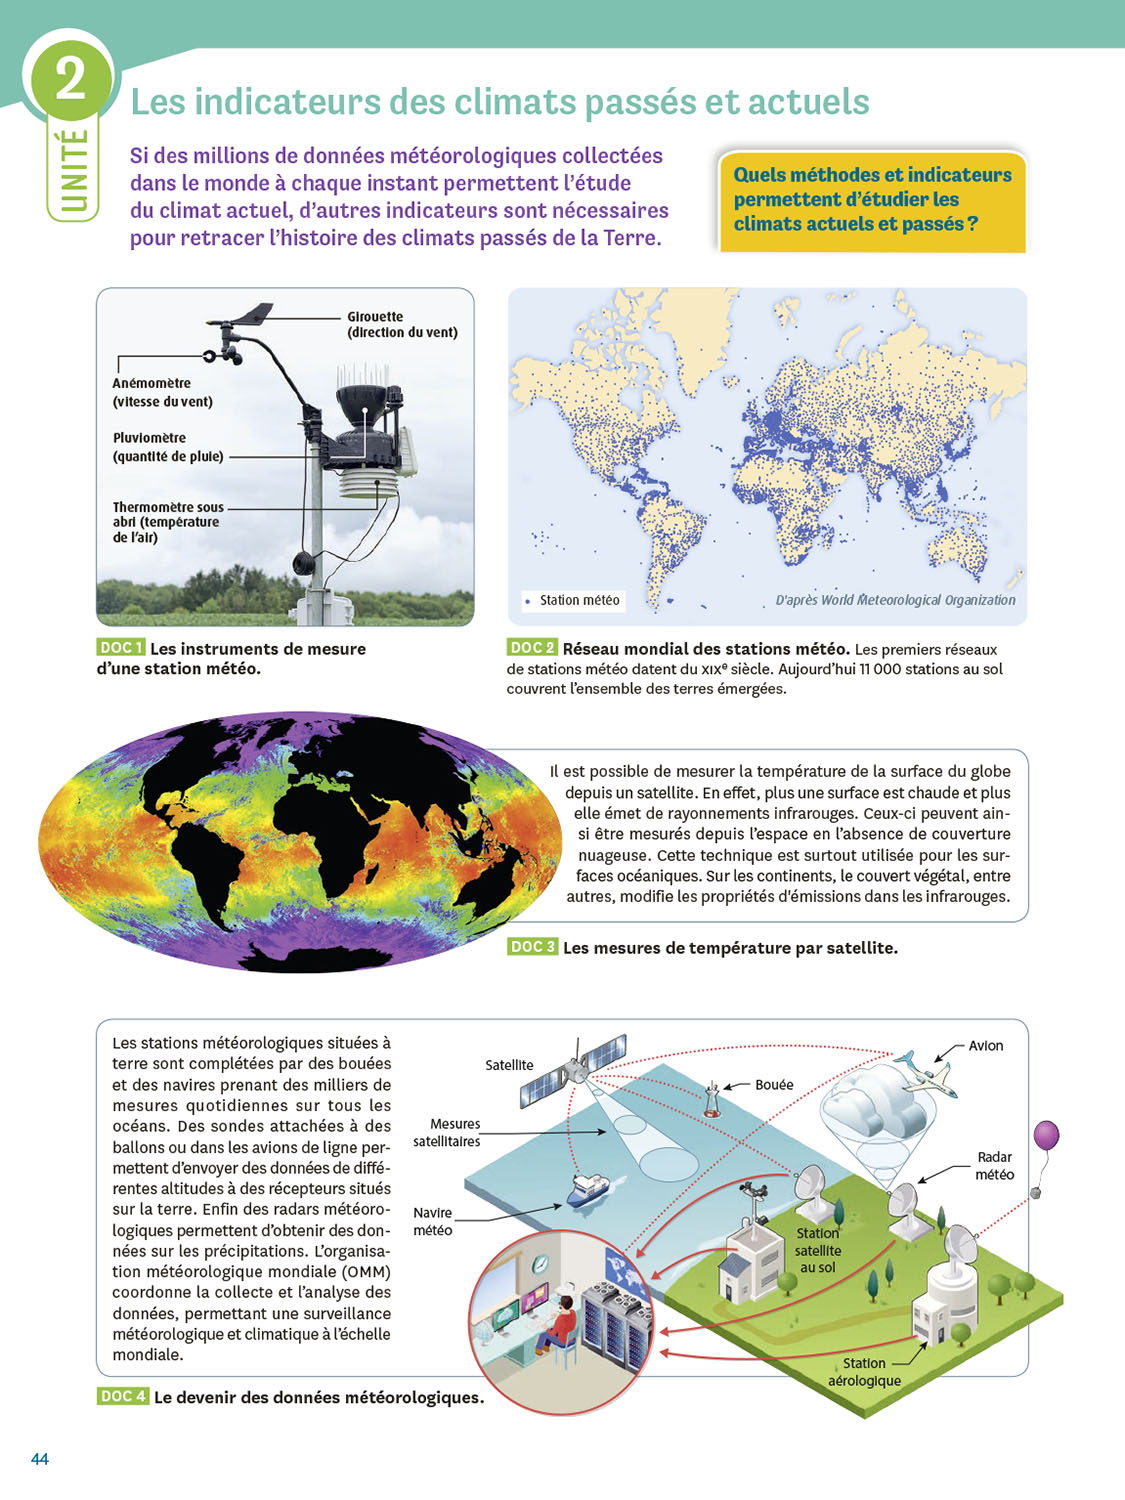 2
UNITÉ
Les indicateurs des climats passés et actuels
Si des millions de données météorologiques collectées
dans le monde à chaque instant permettent l’étude
du climat actuel, d’autres indicateurs sont nécessaires
pour retracer l’histoire des climats passés de la Terre.
Quels méthodes et indicateurs
permettent d’étudier les
climats actuels et passés ?
Girouette
(direction du vent)
Anémomètre
(vitesse du vent)
Pluviomètre
(quantité de pluie)
Thermomètre sous
abri (température
de l’air)
DOC 1 Les instruments de mesure
d’une station météo.
Station météo
D'après World Meteorological Organization
DOC 2 Réseau mondial des stations météo. Les premiers réseaux
de stations météo datent du XIXe siècle. Aujourd’hui 11 000 stations au sol
couvrent l’ensemble des terres émergées.
Il est possible de mesurer la température de la surface du globe
depuis un satellite. En effet, plus une surface est chaude et plus
elle émet de rayonnements infrarouges. Ceux-ci peuvent ain-
si être mesurés depuis l’espace en l’absence de couverture
nuageuse. Cette technique est surtout utilisée pour les sur-
faces océaniques. Sur les continents, le couvert végétal, entre
autres, modifie les propriétés d'émissions dans les infrarouges.
DOC 3 Les mesures de température par satellite.
Les stations météorologiques situées à
terre sont complétées par des bouées
et des navires prenant des milliers de
mesures quotidiennes sur tous les
océans. Des sondes attachées à des
ballons ou dans les avions de ligne per-
mettent d’envoyer des données de diffé-
rentes altitudes à des récepteurs situés
sur la terre. Enfin des radars météoro-
logiques permettent d’obtenir des don-
nées sur les précipitations. L’organisa-
tion météorologique mondiale (OMM)
coordonne la collecte et l’analyse des
données, permettant une surveillance
météorologique et climatique à l’échelle
mondiale.
Satellite
Avion
Bouée
Mesures
satellitaires
Radar
météo
Navire
météo
Station
satellite
au sol
Station
aérologique
DOC 4 Le devenir des données météorologiques.
44